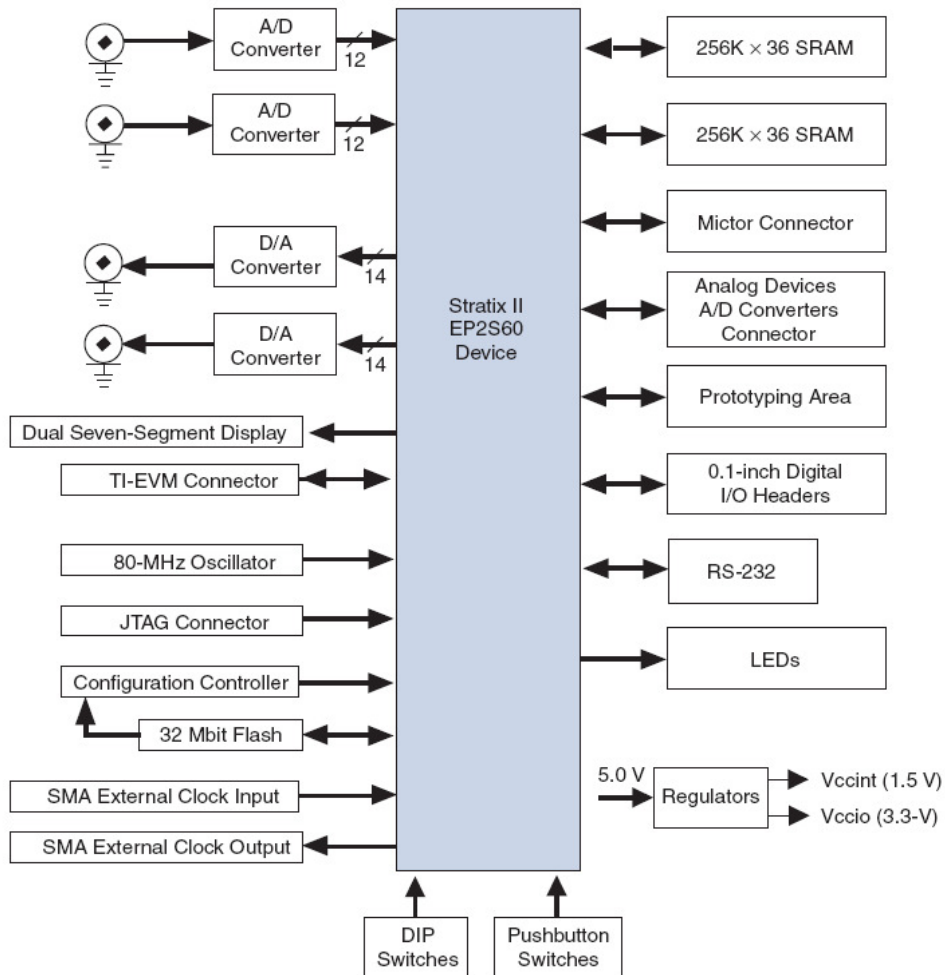 A/D
Converter
12
A/D
Converter
12
D/A
Converter
14
D/A
Converter
14
Dual Seven-Segment Display
TI-EVM Connector
80-MHz Oscillator
JTAG Connector
Configuration Controller
32 Mbit Flash
SMA External Clock Input
SMA External Clock Output
Stratix II
EP2S60
Device
256K × 36 SRAM
256K × 36 SRAM
Mictor Connector
Analog Devices
A/D Converters
Connector
Prototyping Area
0.1-inch Digital
I/O Headers
RS-232
LEDs
5.0 V
Regulators
Vccint (1.5 V)
Vccio (3.3-V)
DIP
Switches
Pushbutton
Switches